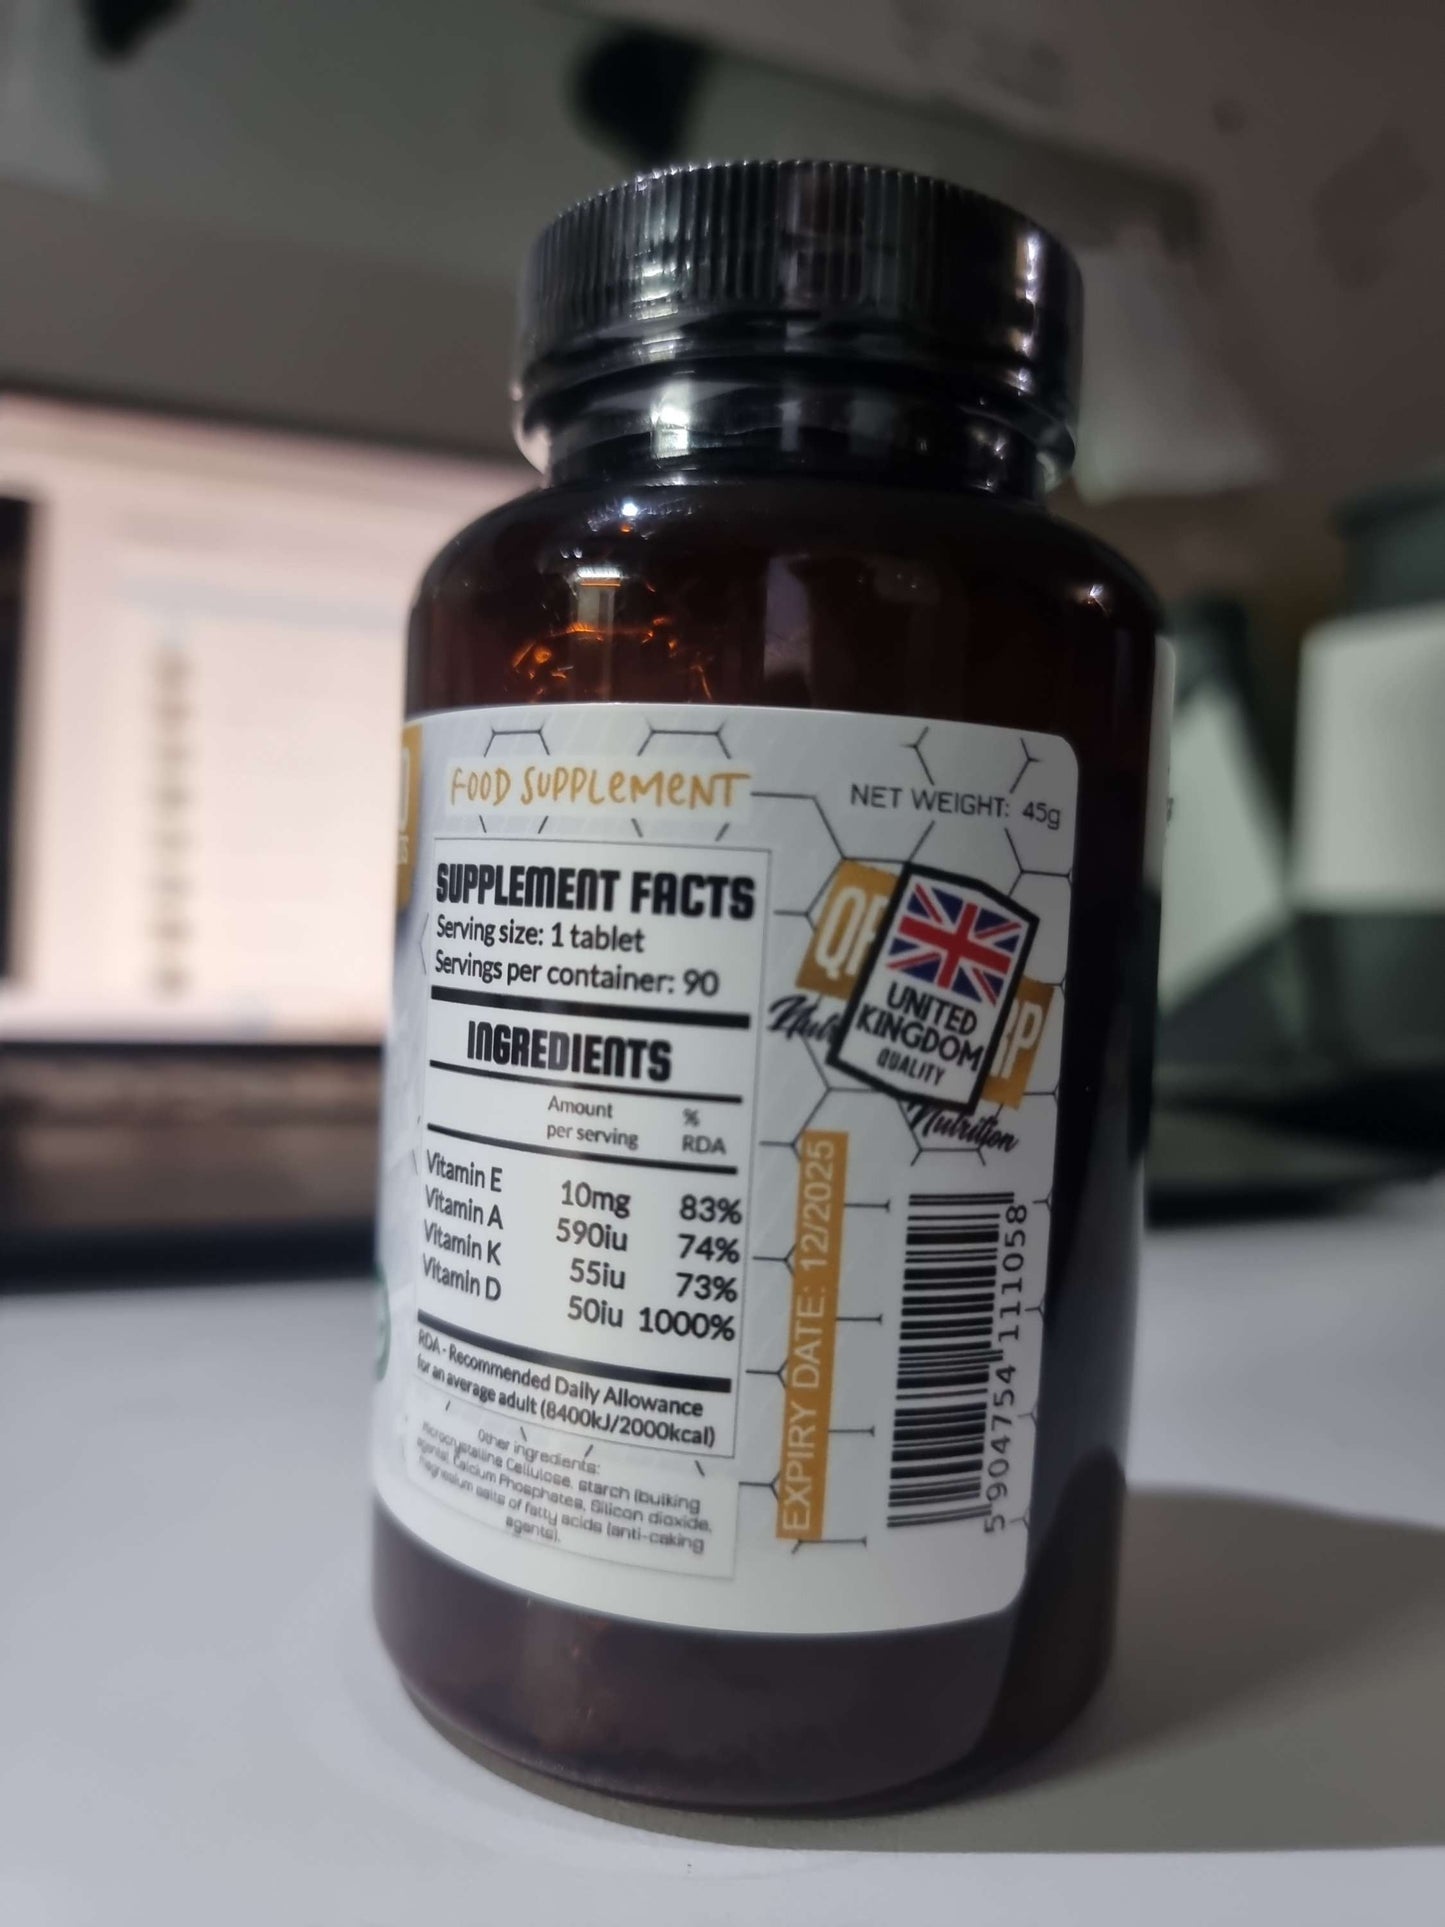 FOOD SUPPLEMENT
NET WEIGHT: 45g
SUPPLEMENT FACTS
Serving size: 1 tablet
Servings per container: 90
INGREDIENTS
Amount per serving % RDA
Vitamin E 10mg 83%
Vitamin A 590iu 74%
Vitamin K 55iu 73%
Vitamin D 50iu 1000%
RDA - Recommended Daily Allowance
for an average adult (8400kJ/2000kcal)
Other ingredients:
Microcrystalline Cellulose, starch (bulking
agents), Calcium Phosphates, Silicon dioxide,
magnesium salts of fatty acids (anti-caking
agents).
UNITED
KINGDOM
QUALITY
Nutrition
EXPIRY DATE: 12/2025
5 904754 111058